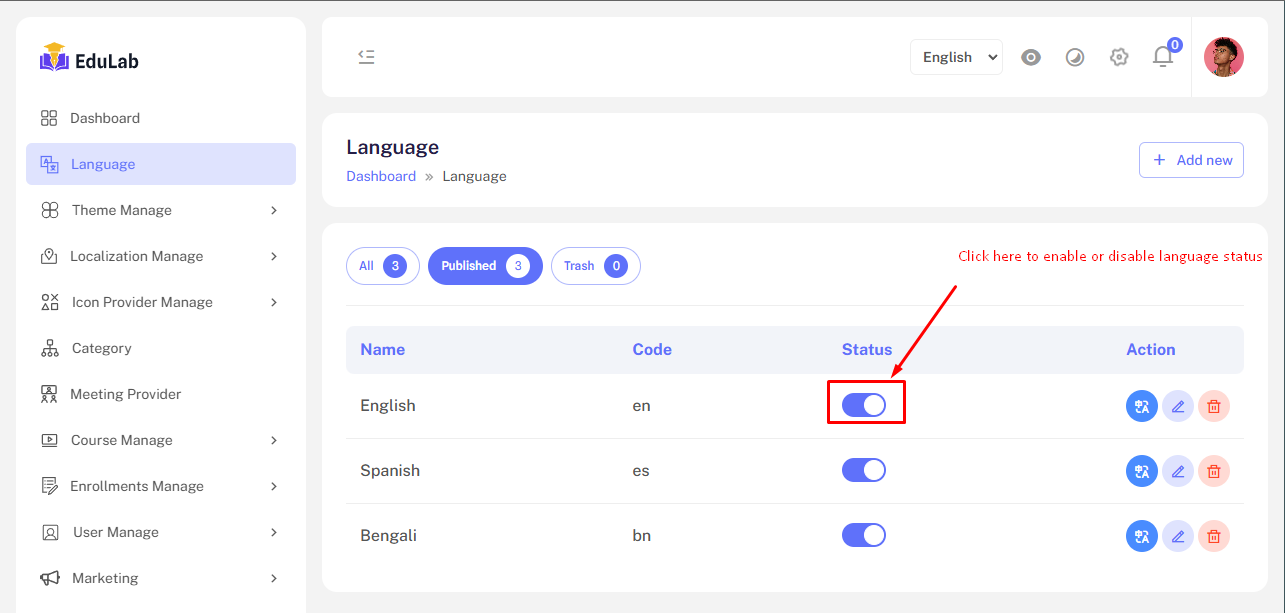 EduLab
English
0
Dashboard
Language
Theme Manage
Localization Manage
Icon Provider Manage
Category
Meeting Provider
Course Manage
Enrollments Manage
User Manage
Marketing
Language
Dashboard » Language
+ Add new
All 3
Published 3
Trash 0
Click here to enable or disable language status
Name Code Status Action
English en
Spanish es
Bengali bn